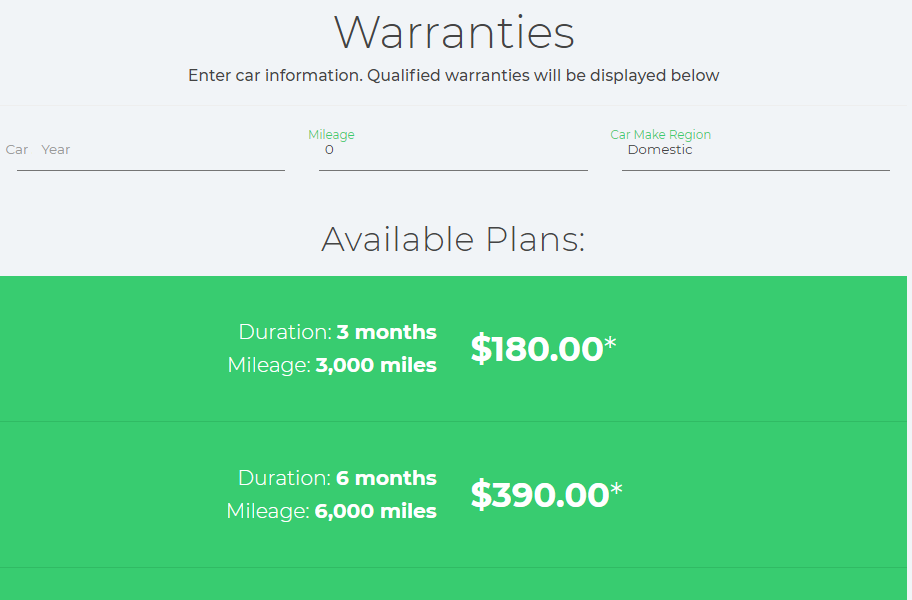 Warranties
Enter car information. Qualified warranties will be displayed below
Mileage
Car Make Region
Car Year
0
Domestic
Available Plans:
Duration: 3 months
Mileage: 3,000 miles
$180.00*
Duration: 6 months
Mileage: 6,000 miles
$390.00*